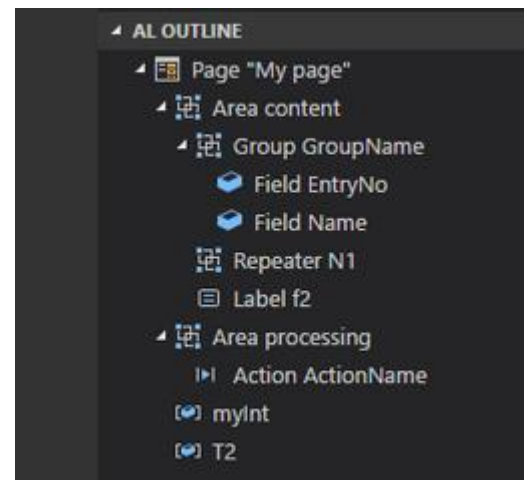 AL OUTLINE
Page "My page"
Area content
Group GroupName
Field EntryNo
Field Name
Repeater N1
Label f2
Area processing
Action ActionName
myInt
T2